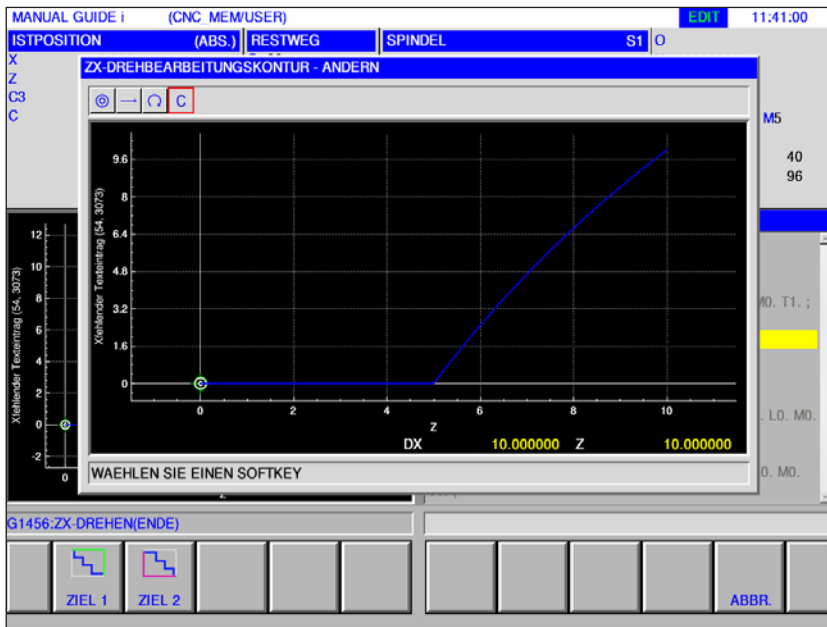 MANUAL GUIDE i (CNC_MEM/USER) EDIT 11:41:00
ISTPOSITION (ABS.) RESTWEG SPINDEL S1 O
X
Z
C3
C
M5
40
96
ZX-DREHBEARBEITUNGSKONTUR - ANDERN
C
9.6
8
6.4
4.8
3.2
1.6
0
Xfehlender Texteintrag (54, 3073)
0 2 4 6 8 10
Z
DX 10.000000 Z 10.000000
WAEHLEN SIE EINEN SOFTKEY
12
10
8
6
4
2
0
-2
Xfehlender Texteintrag (54, 3073)
0
M0. T1. ;
. L0. M0.
0. M0.
G1456:ZX-DREHEN(ENDE)
ZIEL 1 ZIEL 2 ABBR.